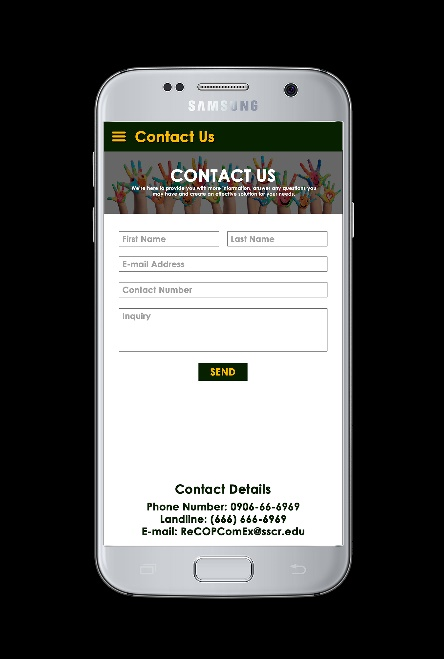 SAMSUNG
Contact Us
CONTACT US
We're here to provide you with more information, answer any questions you
may have and create an effective solution for your needs.
First Name Last Name
E-mail Address
Contact Number
Inquiry
SEND
Contact Details
Phone Number: 0906-66-6969
Landline: (666) 666-6969
E-mail: ReCOPComEx@sscr.edu